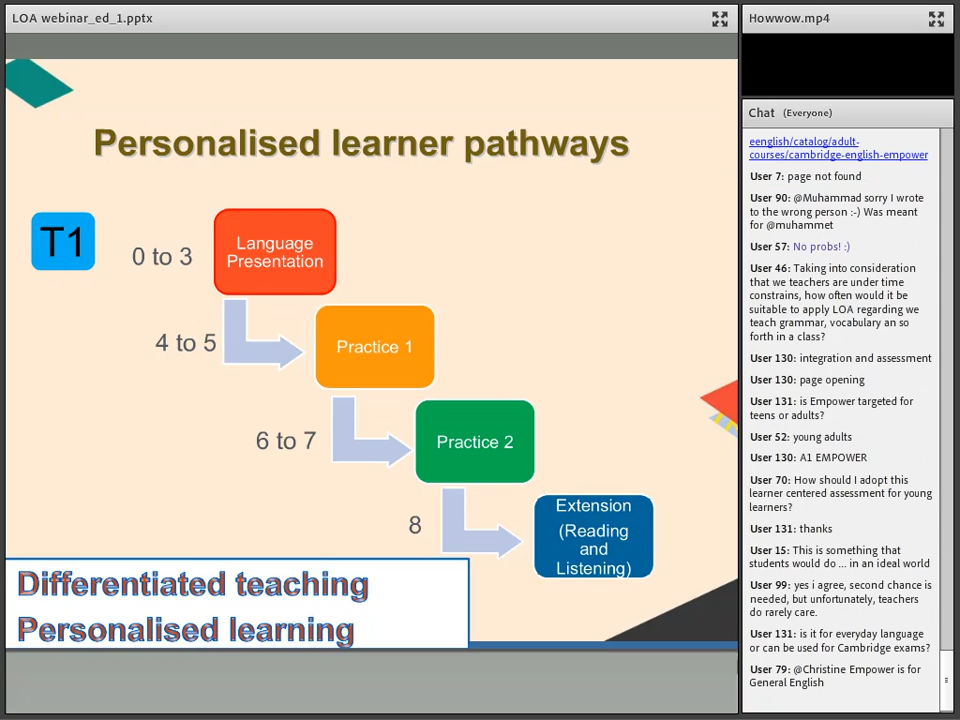 LOA webinar_ed_1.pptx
Personalised learner pathways
T1
0 to 3
Language
Presentation
4 to 5
Practice 1
6 to 7
Practice 2
8
Extension
(Reading
and
Listening)
Differentiated teaching
Personalised learning
Howwow.mp4
Chat (Everyone)
eenglish/catalog/adult-
courses/cambridge-english-empower
User 7: page not found
User 90: @Muhammad sorry I wrote
to the wrong person :-) Was meant
for @muhammet
User 57: No probs! :)
User 46: Taking into consideration
that we teachers are under time
constrains, how often would it be
suitable to apply LOA regarding we
teach grammar, vocabulary an so
forth in a class?
User 130: integration and assessment
User 130: page opening
User 131: is Empower targeted for
teens or adults?
User 52: young adults
User 130: A1 EMPOWER
User 70: How should I adopt this
learner centered assessment for young
learners?
User 131: thanks
User 15: This is something that
students would do ... in an ideal world
User 99: yes i agree, second chance is
needed, but unfortunately, teachers
do rarely care.
User 131: is it for everyday language
or can be used for Cambridge exams?
User 79: @Christine Empower is for
General English